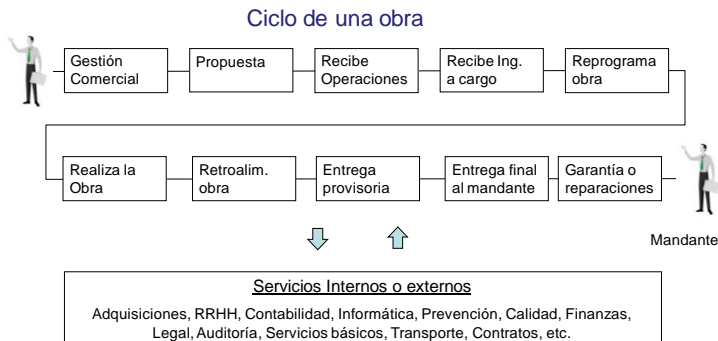 Ciclo de una obra
Gestión
Comercial
Propuesta
Recibe
Operaciones
Recibe Ing.
a cargo
Reprograma
obra
Realiza la
Obra
Retroalim.
obra
Entrega
provisoria
Entrega final
al mandante
Garantía o
reparaciones
Mandante
Servicios Internos o externos
Adquisiciones, RRHH, Contabilidad, Informática, Prevención, Calidad, Finanzas,
Legal, Auditoría, Servicios básicos, Transporte, Contratos, etc.